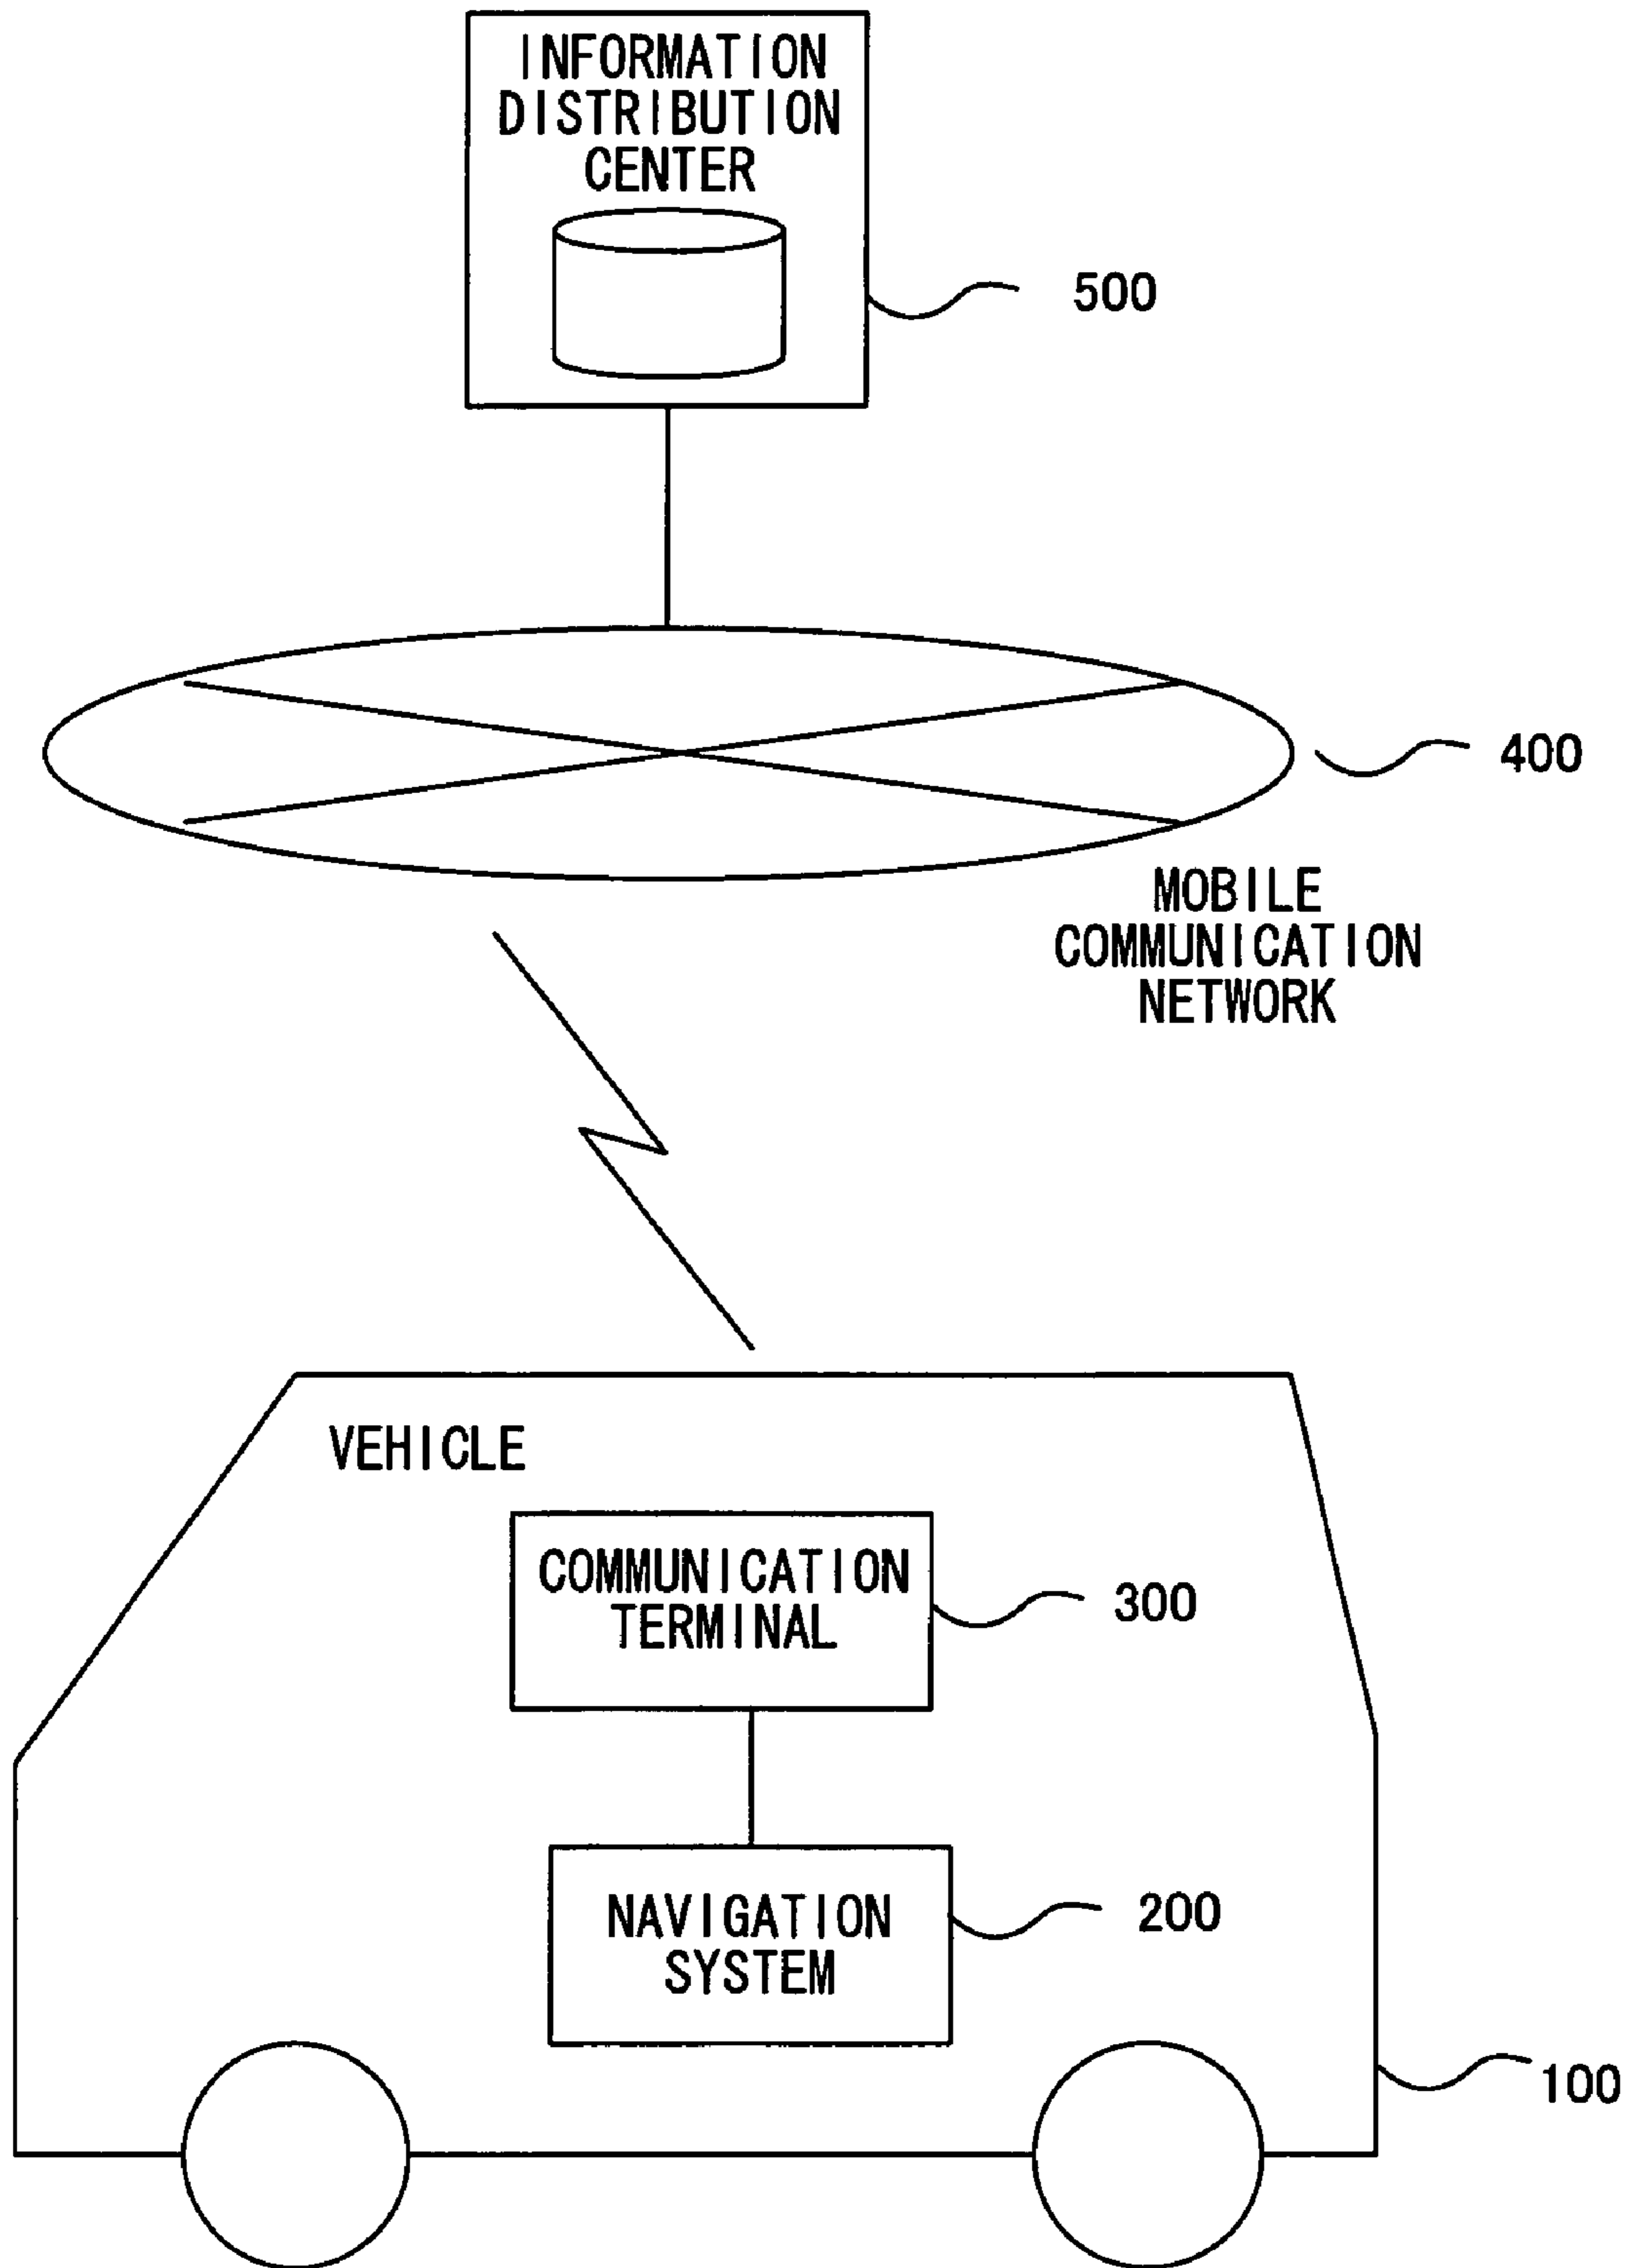 INFORMATION
DISTRIBUTION
CENTER
500
400
MOBILE
COMMUNICATION
NETWORK
VEHICLE
COMMUNICATION
TERMINAL
300
NAVIGATION
SYSTEM
200
100